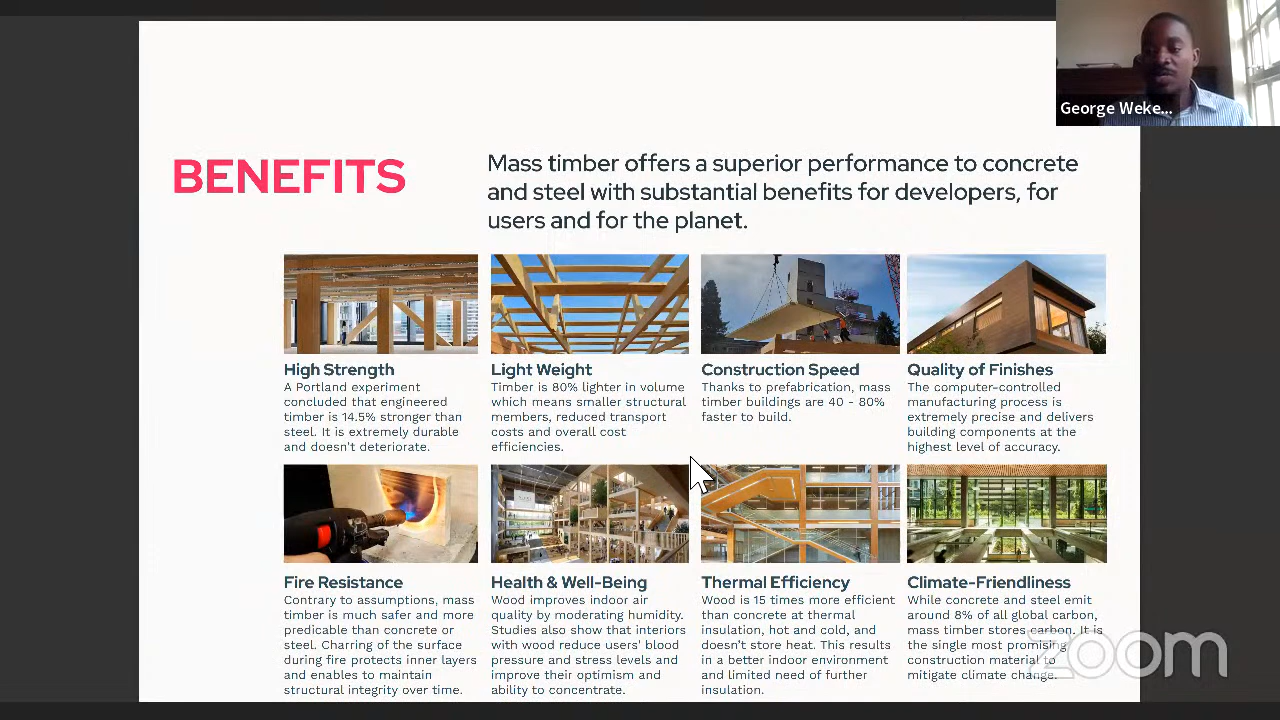 George Weke...
BENEFITS
Mass timber offers a superior performance to concrete
and steel with substantial benefits for developers, for
users and for the planet.
High Strength
A Portland experiment
concluded that engineered
timber is 14.5% stronger than
steel. It is extremely durable
and doesn't deteriorate.
Light Weight
Timber is 80% lighter in volume
which means smaller structural
members, reduced transport
costs and overall cost
efficiencies.
Construction Speed
Thanks to prefabrication, mass
timber buildings are 40 - 80%
faster to build.
Quality of Finishes
The computer-controlled
manufacturing process is
extremely precise and delivers
building components at the
highest level of accuracy.
Fire Resistance
Contrary to assumptions, mass
timber is much safer and more
predicable than concrete or
steel. Charring of the surface
during fire protects inner layers
and enables to maintain
structural integrity over time.
Health & Well-Being
Wood improves indoor air
quality by moderating humidity.
Studies also show that interiors
with wood reduce users' blood
pressure and stress levels and
improve their optimism and
ability to concentrate.
Thermal Efficiency
Wood is 15 times more efficient
than concrete at thermal
insulation, hot and cold, and
doesn't store heat. This results
in a better indoor environment
and limited need of further
insulation.
Climate-Friendliness
While concrete and steel emit
around 8% of all global carbon,
mass timber stores carbon. It is
the single most promising
construction material to
mitigate climate change.
zoom